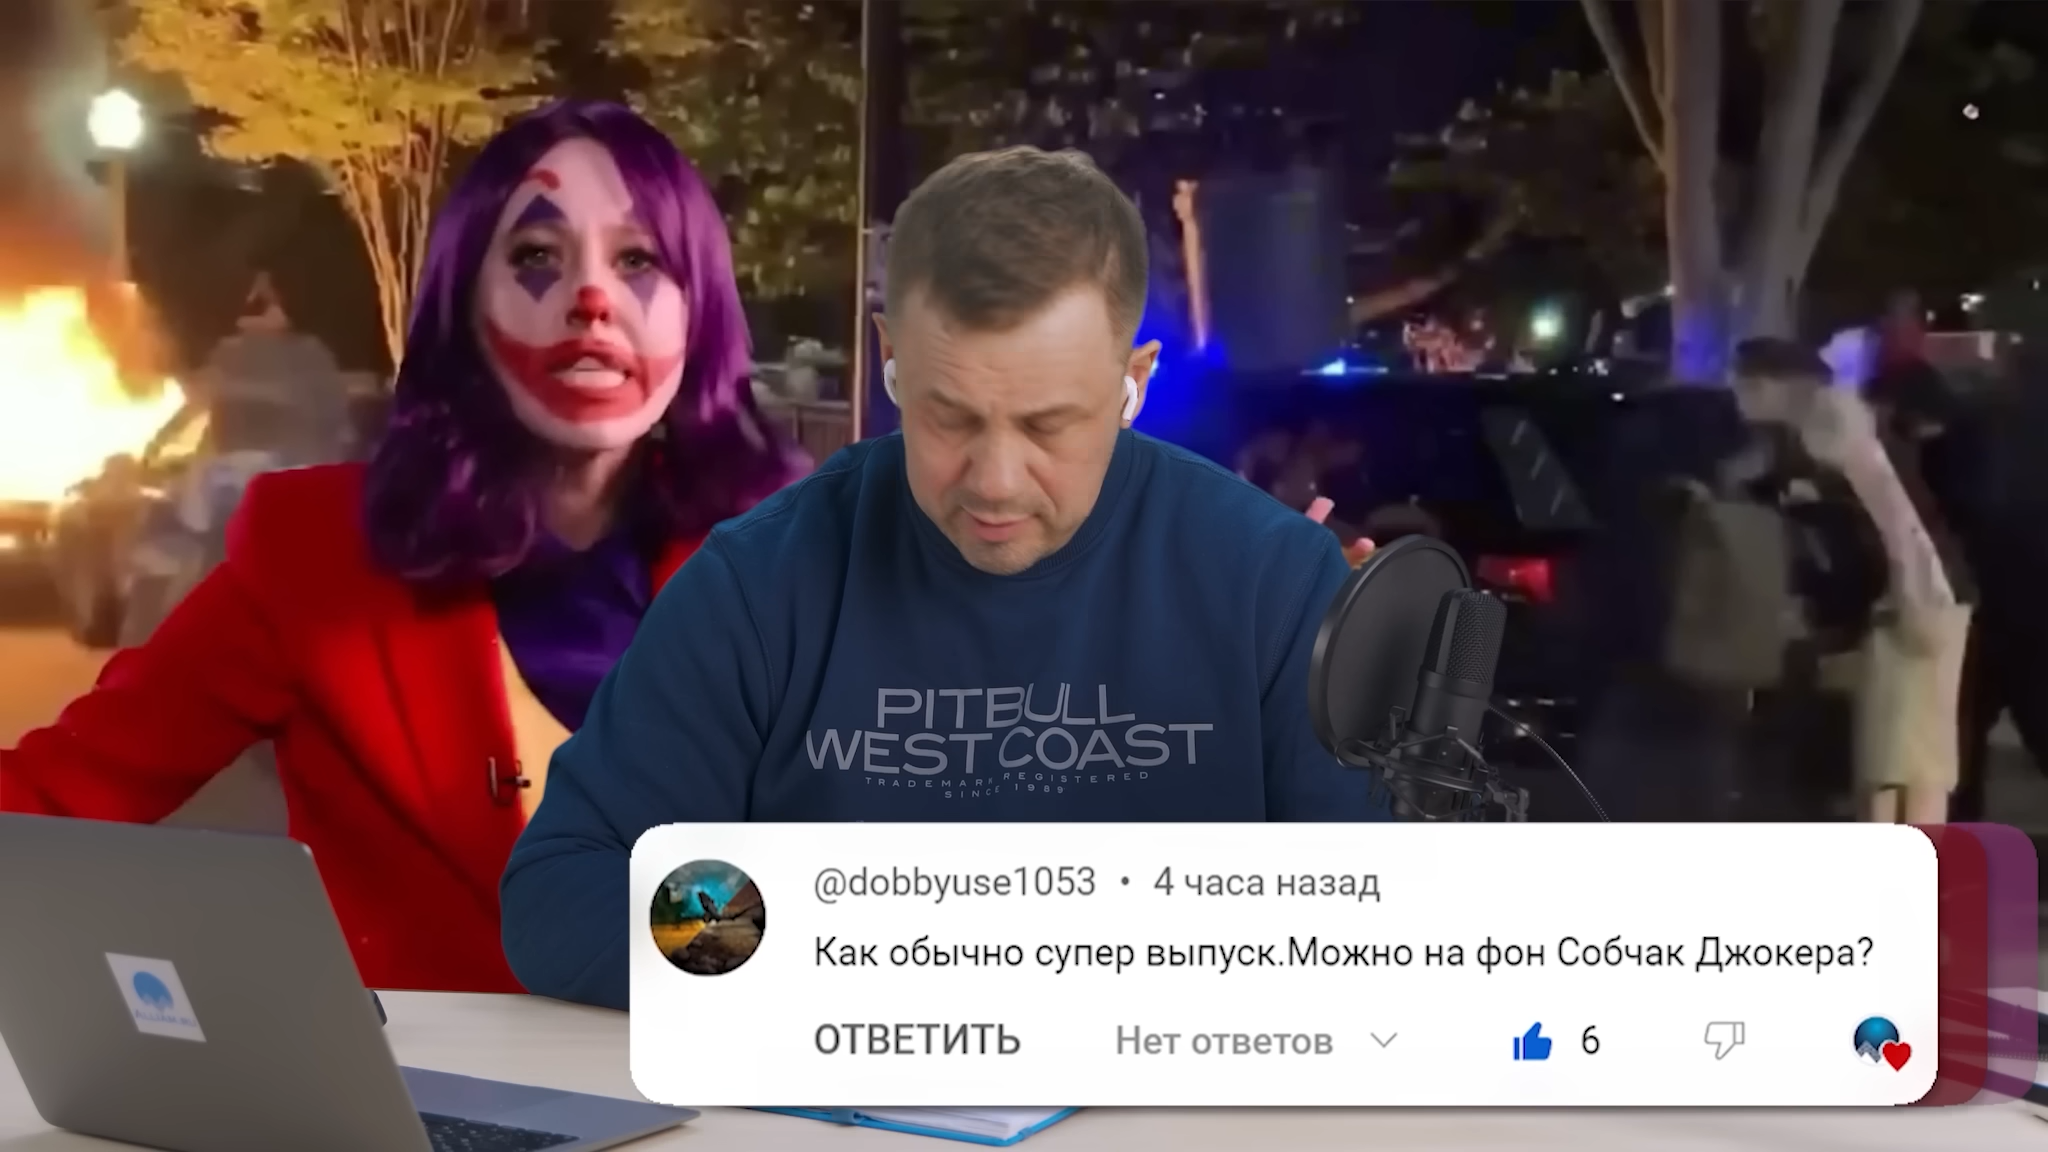 PITBULL
WEST COAST
TRADEMARK REGISTERED
SINCE 1989
@dobbyuse1053 • 4 часа назад
Как обычно супер выпуск.Можно на фон Собчак Джокера?
ОТВЕТИТЬ Нет ответов 6